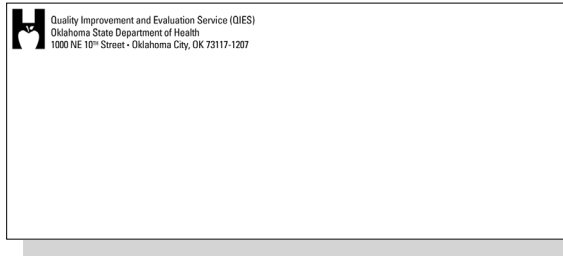 Quality Improvement and Evaluation Service (QIES)
Oklahoma State Department of Health
1000 NE 10TH Street • Oklahoma City, OK 73117-1207